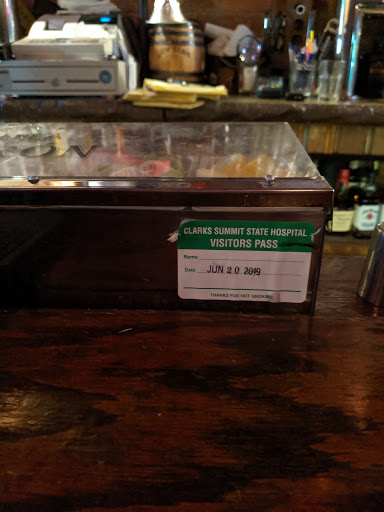 CLARKS SUMMIT STATE HOSPITAL
VISITORS PASS
Name
Date JUN 20 2019
THANKS FOR NOT SMOKING